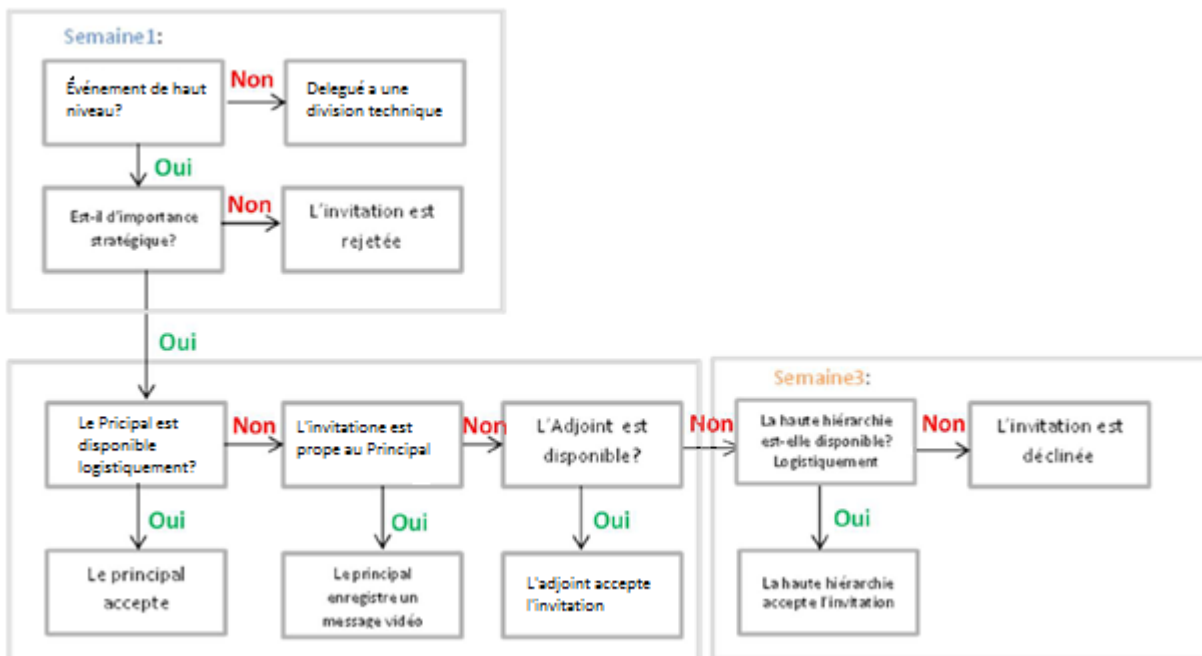 Semaine1:
Événement de haut
niveau?
Non
Delegué a une
division technique
Oui
Est-il d'importance
stratégique?
Non
L'invitation est
rejetée
Oui
Le Pricipal est
disponible
logistiquement?
Non
L'invitatione est
prope au Principal
Non
L'Adjoint est
disponible?
Non
Semaine3:
La haute hiérarchie
est-elle disponible?
Logistiquement
Non
L'invitation est
déclinée
Oui
Oui
Oui
Oui
Le principal
accepte
Le principal
enregistre un
message vidéo
L'adjoint accepte
l'invitation
La haute hiérarchie
accepte l'invitation